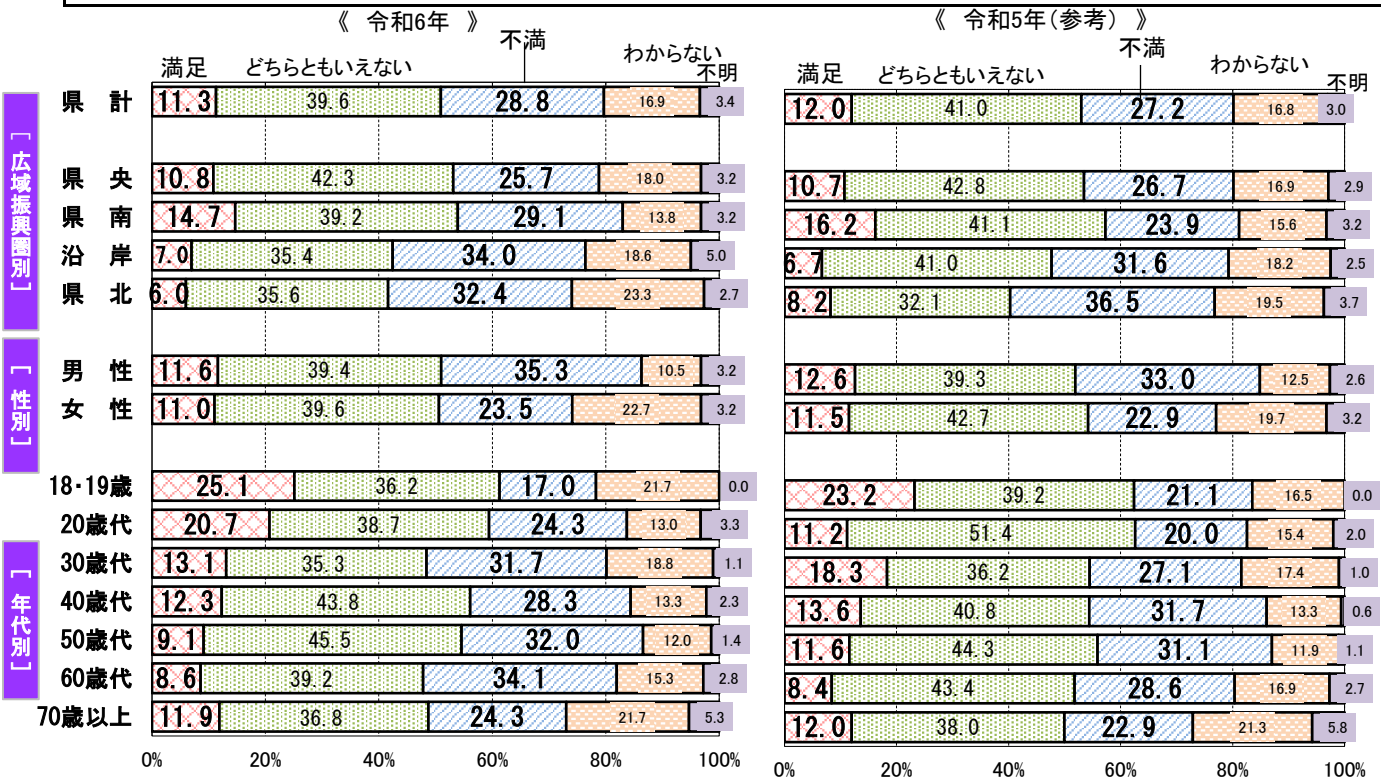 《 令和6年 》
満足 どちらともいえない 不満 わからない 不明
県 計 11.3 39.6 28.8 16.9 3.4
［広域振興圏別］
県 央 10.8 42.3 25.7 18.0 3.2
県 南 14.7 39.2 29.1 13.8 3.2
沿 岸 7.0 35.4 34.0 18.6 5.0
県 北 6.0 35.6 32.4 23.3 2.7
［性別］
男 性 11.6 39.4 35.3 10.5 3.2
女 性 11.0 39.6 23.5 22.7 3.2
［年代別］
18・19歳 25.1 36.2 17.0 21.7 0.0
20歳代 20.7 38.7 24.3 13.0 3.3
30歳代 13.1 35.3 31.7 18.8 1.1
40歳代 12.3 43.8 28.3 13.3 2.3
50歳代 9.1 45.5 32.0 12.0 1.4
60歳代 8.6 39.2 34.1 15.3 2.8
70歳以上 11.9 36.8 24.3 21.7 5.3
0% 20% 40% 60% 80% 100%
《 令和5年（参考） 》
満足 どちらともいえない 不満 わからない 不明
12.0 41.0 27.2 16.8 3.0
10.7 42.8 26.7 16.9 2.9
16.2 41.1 23.9 15.6 3.2
6.7 41.0 31.6 18.2 2.5
8.2 32.1 36.5 19.5 3.7
12.6 39.3 33.0 12.5 2.6
11.5 42.7 22.9 19.7 3.2
23.2 39.2 21.1 16.5 0.0
11.2 51.4 20.0 15.4 2.0
18.3 36.2 27.1 17.4 1.0
13.6 40.8 31.7 13.3 0.6
11.6 44.3 31.1 11.9 1.1
8.4 43.4 28.6 16.9 2.7
12.0 38.0 22.9 21.3 5.8
0% 20% 40% 60% 80% 100%